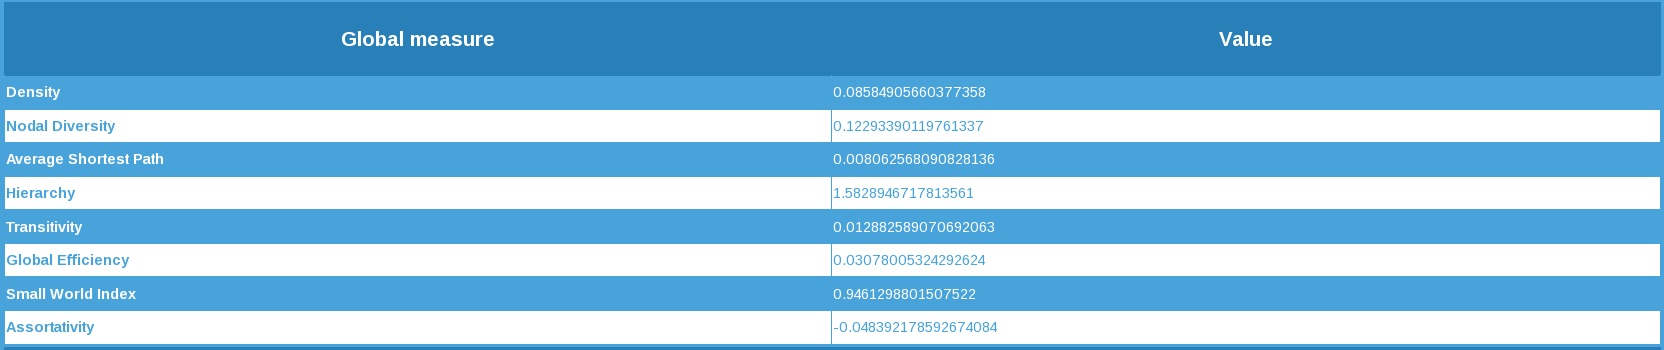 Global measure Value
Density 0.08584905660377358
Nodal Diversity 0.12293390119761337
Average Shortest Path 0.008062568090828136
Hierarchy 1.5828946717813561
Transitivity 0.012882589070692063
Global Efficiency 0.03078005324292624
Small World Index 0.9461298801507522
Assortativity -0.048392178592674084